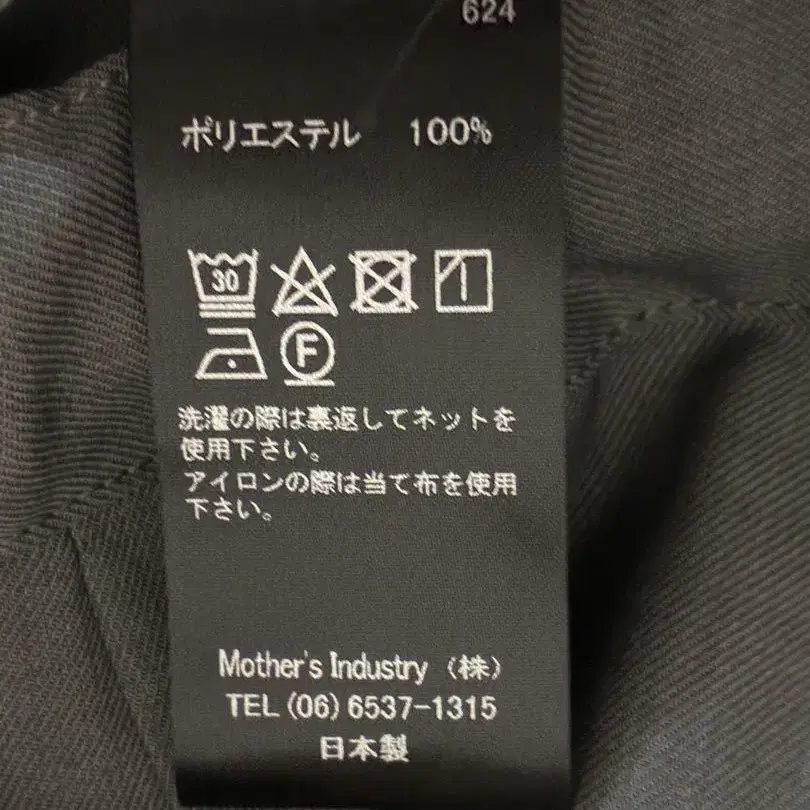 624
ポリエステル 100%
30
F
洗濯の際は裏返してネットを
使用下さい。
アイロンの際は当て布を使用
下さい。
Mother's Industry (株)
TEL (06) 6537-1315
日本製